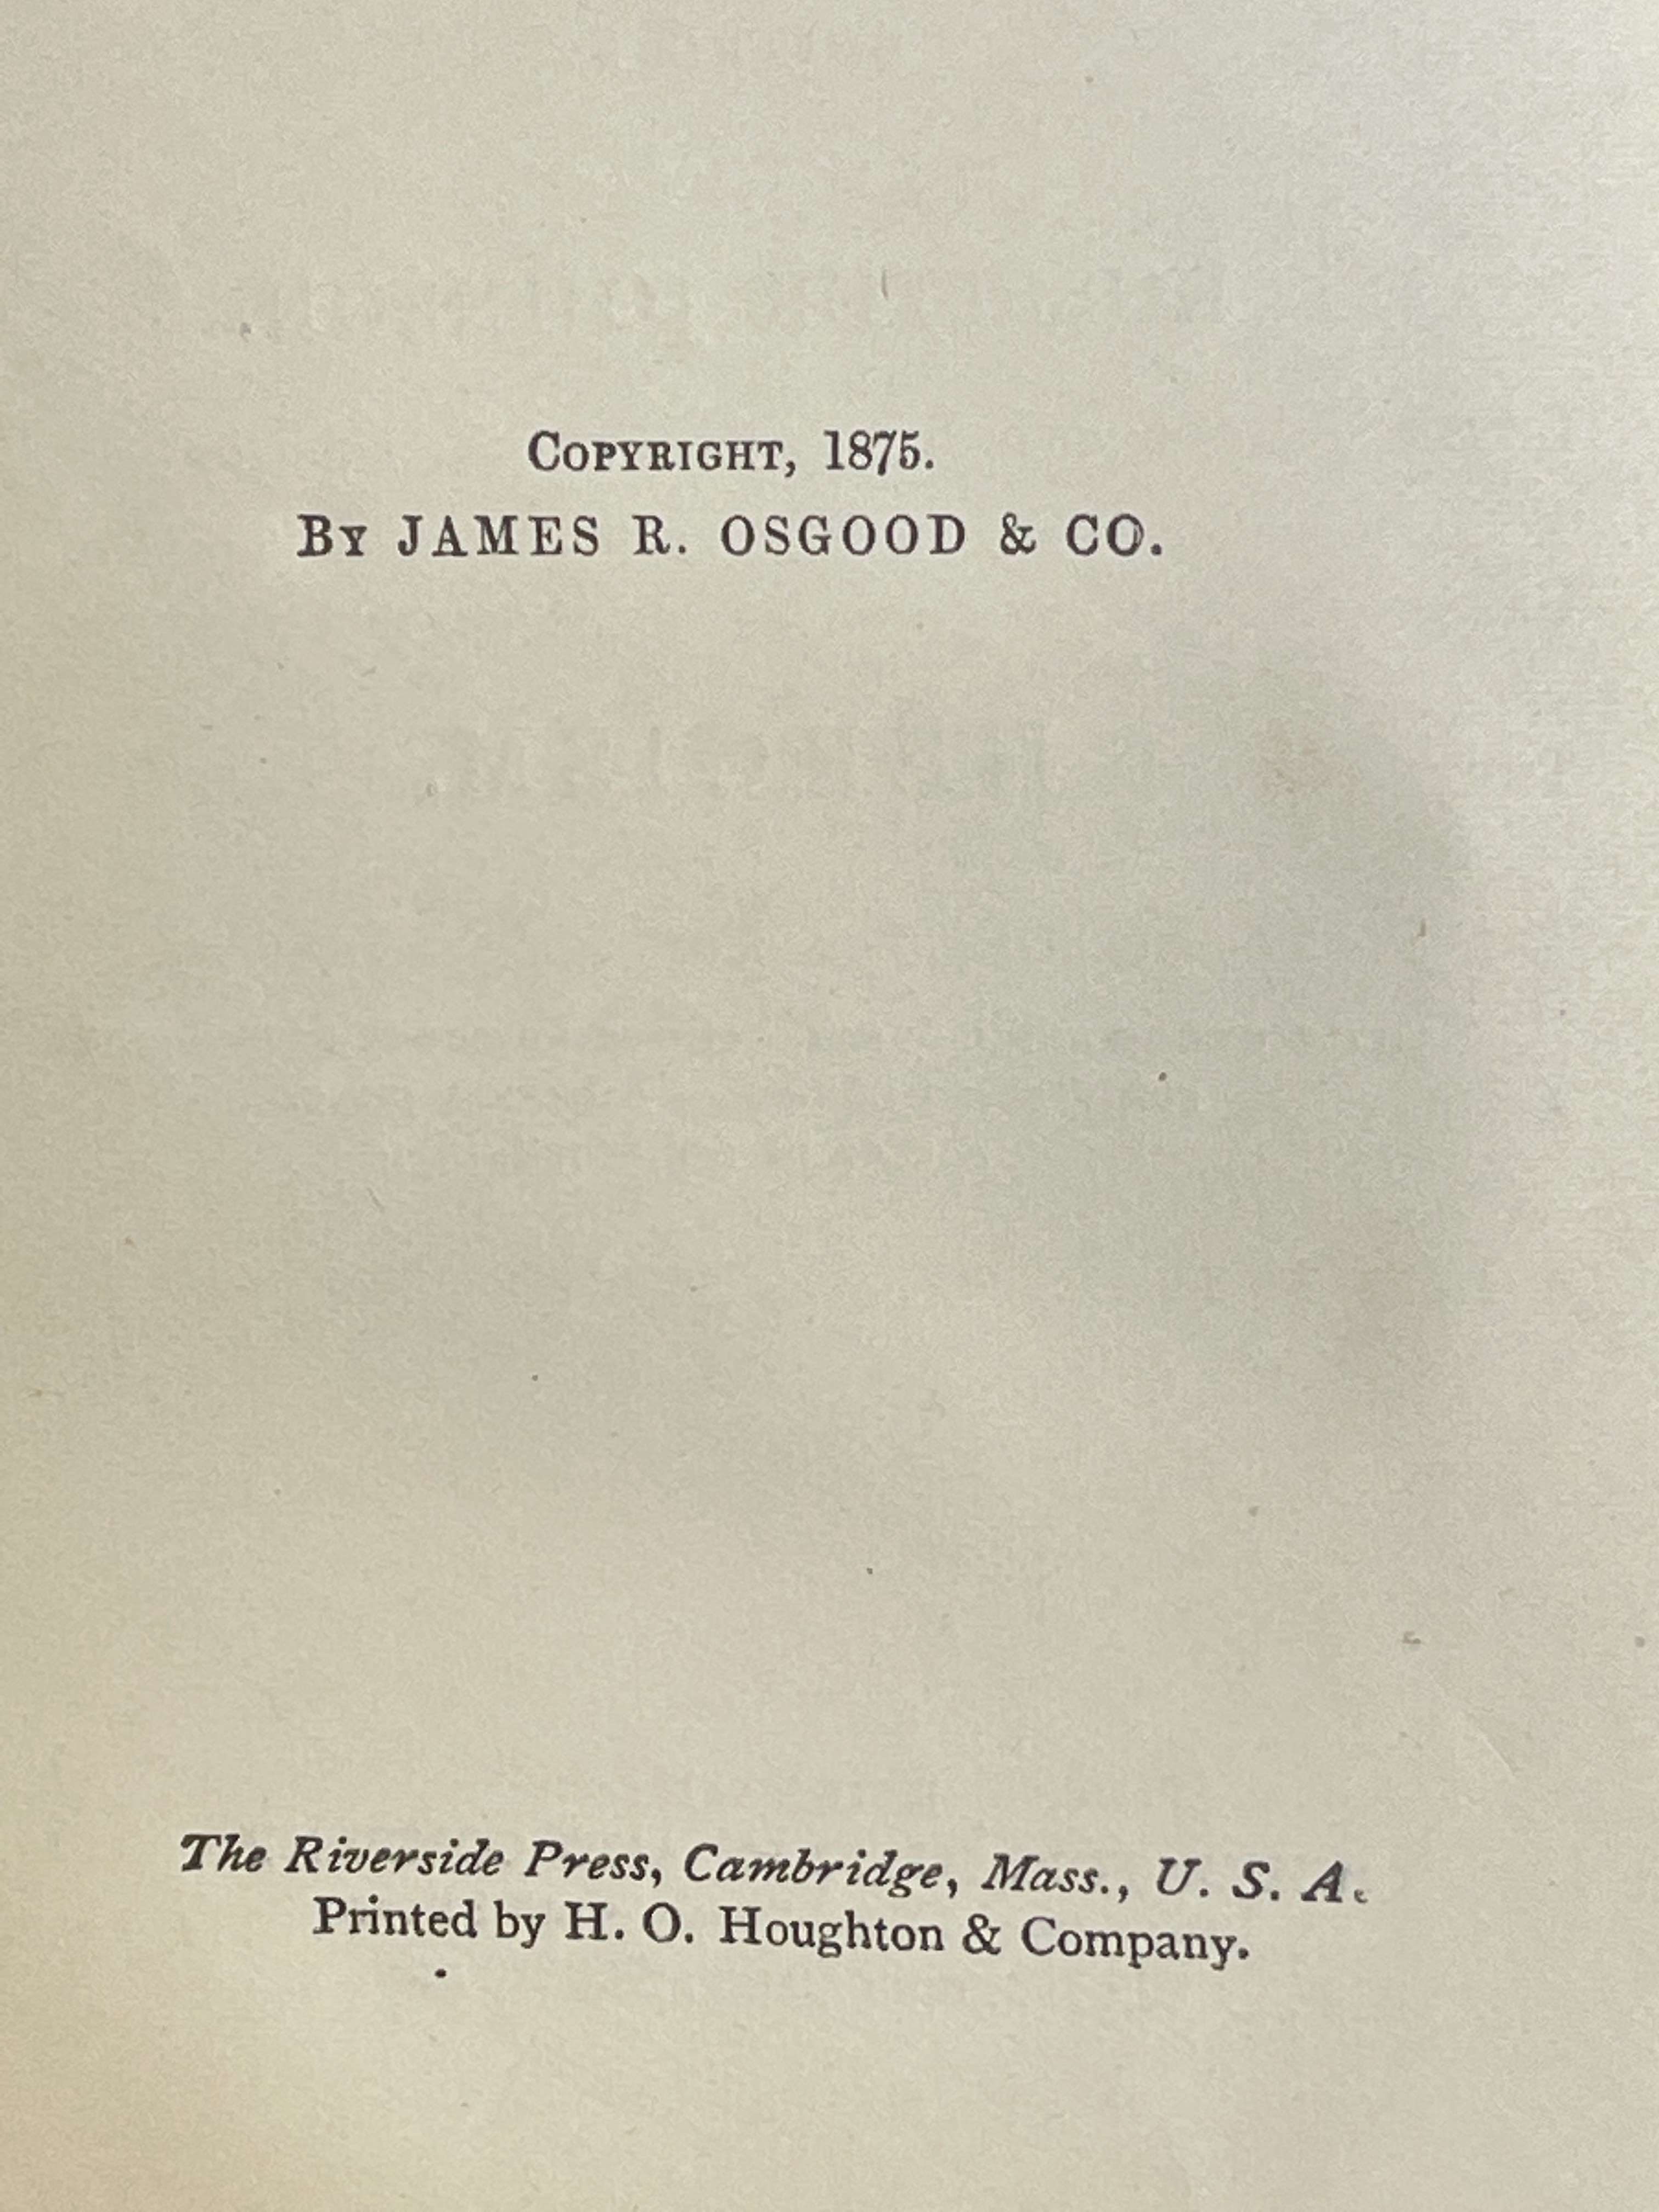 COPYRIGHT, 1875.
BY JAMES R. OSGOOD & CO.
The Riverside Press, Cambridge, Mass., U. S. A.
Printed by H. O. Houghton & Company.